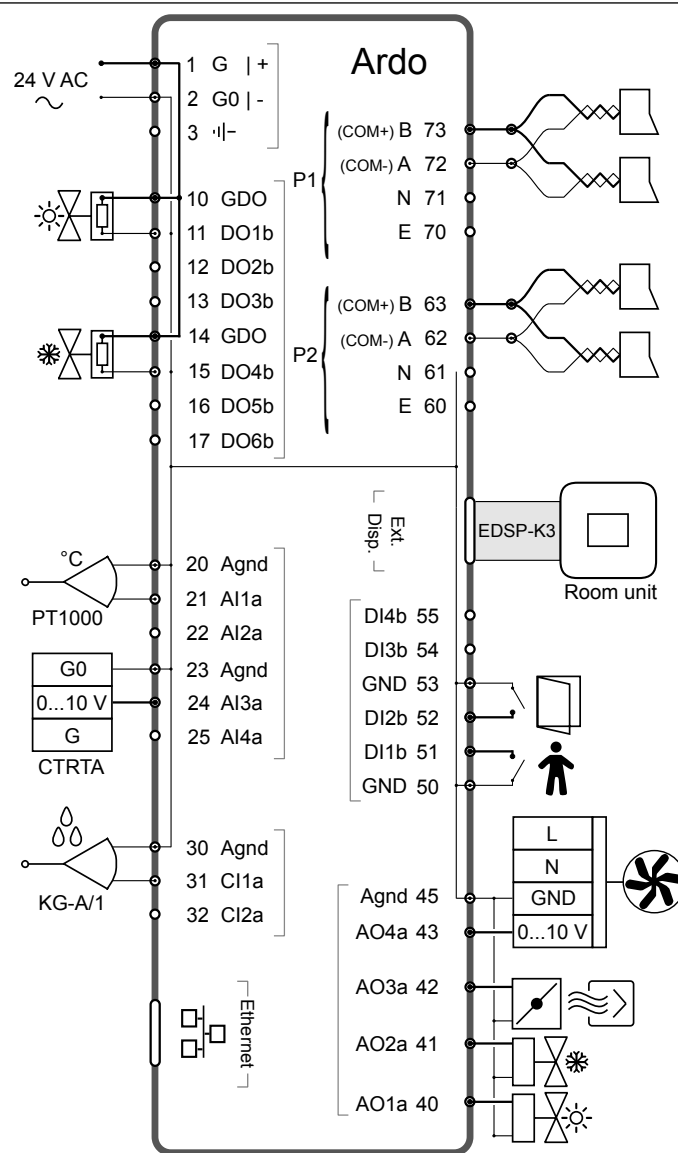 Ardo
24 V AC
1 G | +
2 G0 | -
3
10 GDO
11 DO1b
12 DO2b
13 DO3b
14 GDO
15 DO4b
16 DO5b
17 DO6b
P1
(COM+) B 73
(COM-) A 72
N 71
E 70
P2
(COM+) B 63
(COM-) A 62
N 61
E 60
Ext.
Disp.
EDSP-K3
Room unit
°C
PT1000
20 Agnd
21 AI1a
22 AI2a
23 Agnd
24 AI3a
25 AI4a
G0
0...10 V
G
CTRTA
DI4b 55
DI3b 54
GND 53
DI2b 52
DI1b 51
GND 50
KG-A/1
30 Agnd
31 CI1a
32 CI2a
Ethernet
Agnd 45
AO4a 43
AO3a 42
AO2a 41
AO1a 40
L
N
GND
0...10 V